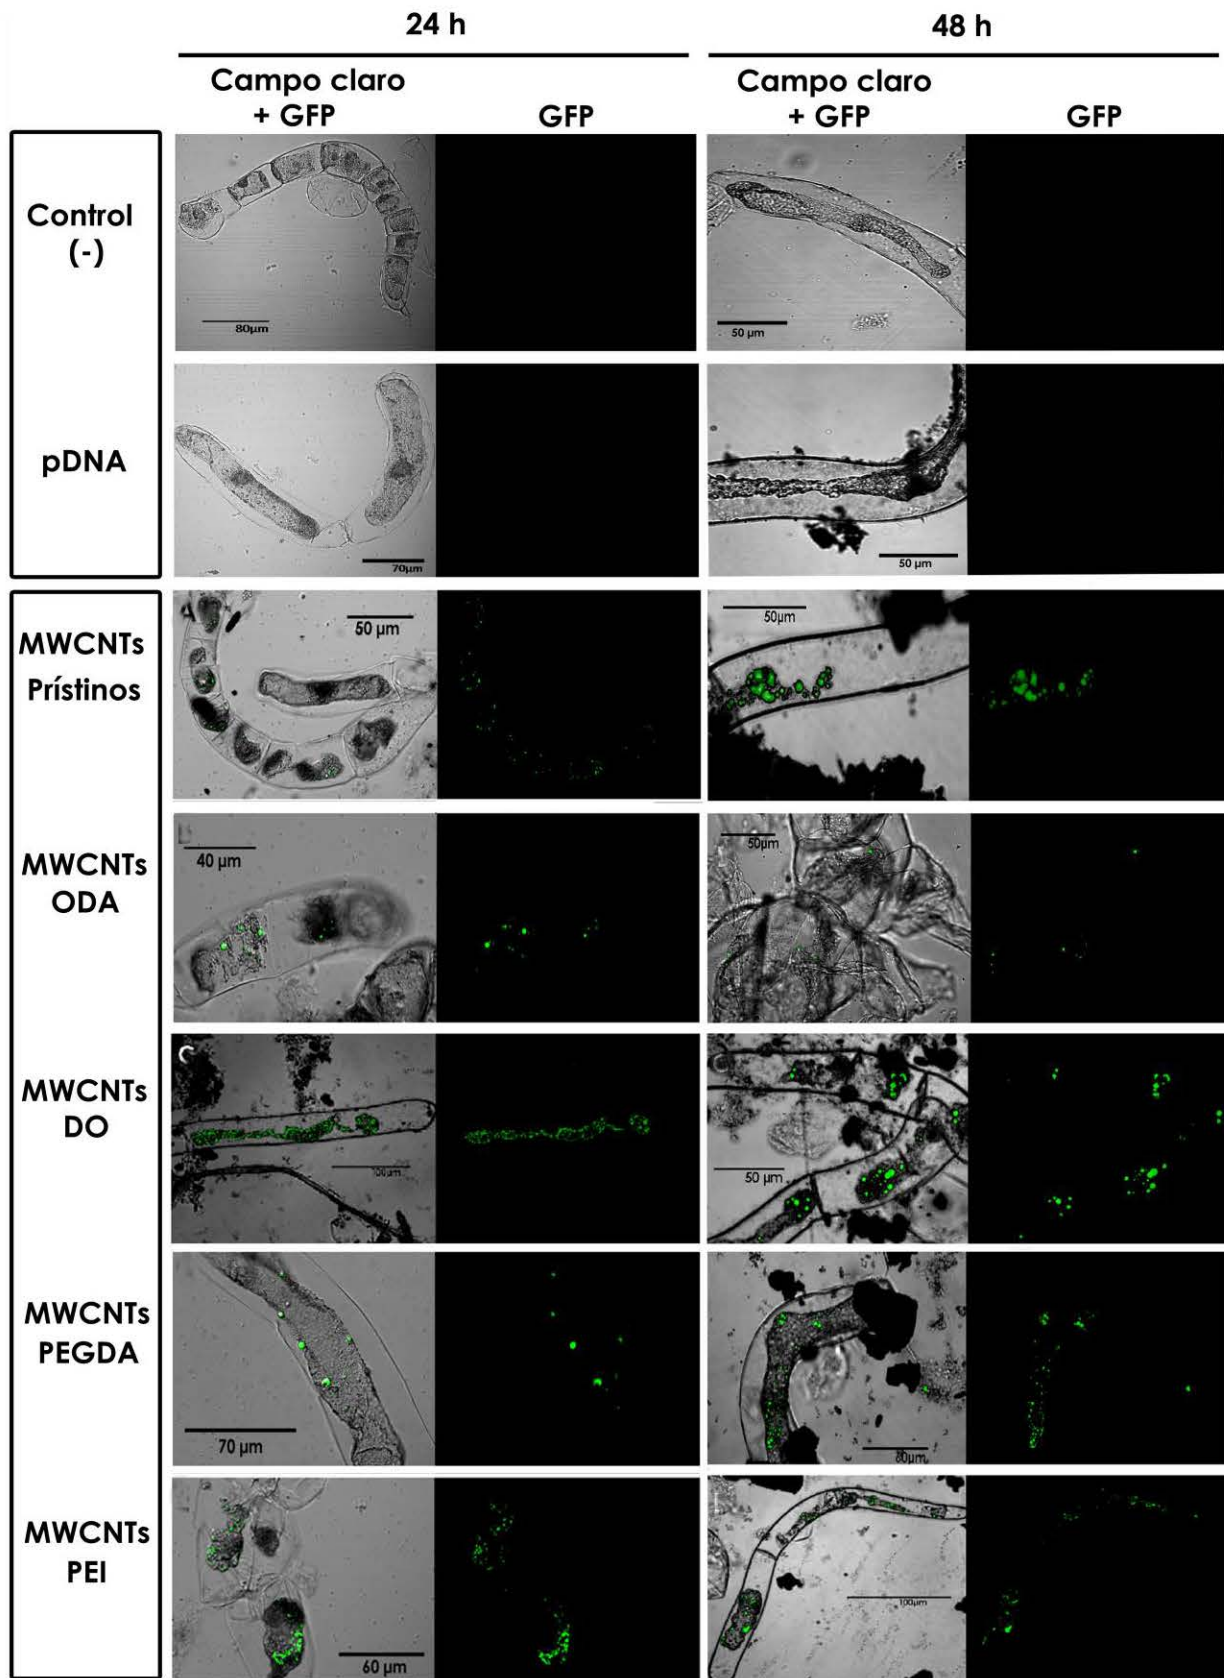 24 h
48 h
Campo claro
+ GFP
GFP
Campo claro
+ GFP
GFP
Control
(-)
80µm
50 µm
pDNA
70µm
50 µm
MWCNTs
Prístinos
50 µm
50µm
MWCNTs
ODA
40 µm
50µm
MWCNTs
DO
C
100µm
50 µm
MWCNTs
PEGDA
70 µm
MWCNTs
PEI
60 µm
100µm